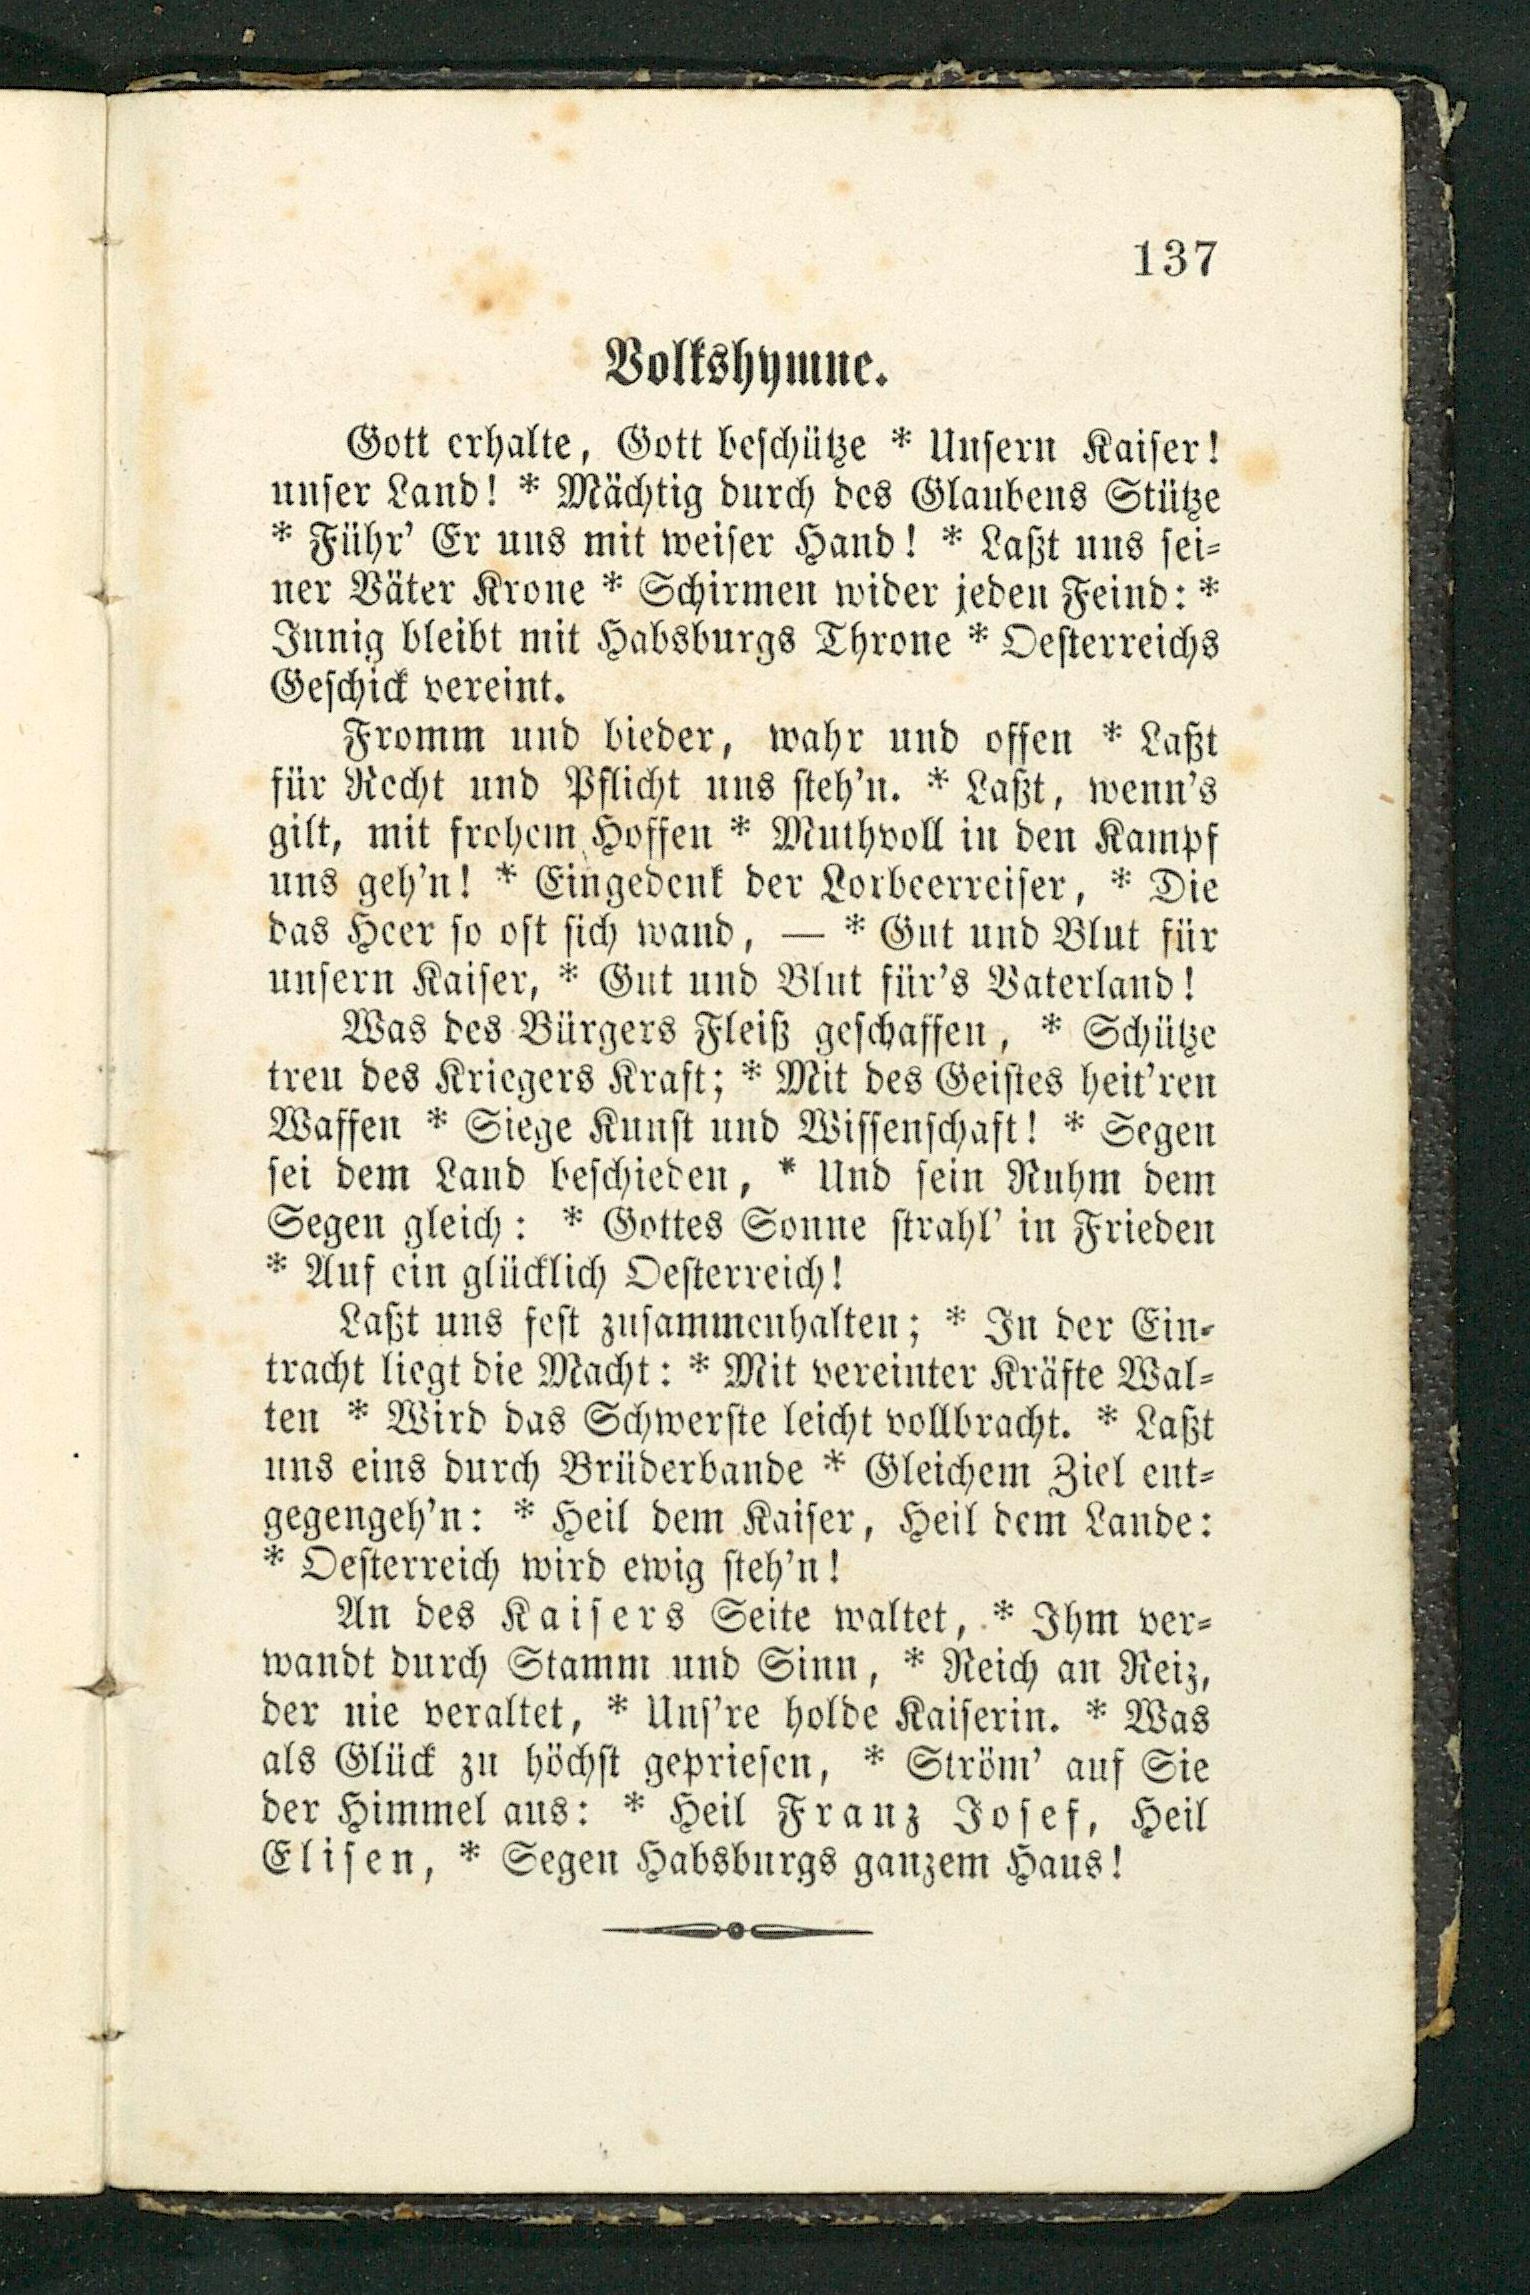 137
Volkshymne.
Gott erhalte, Gott beschütze * Unsern Kaiser!
unser Land! * Mächtig durch des Glaubens Stütze
* Führ' Er uns mit weiser Hand! * Laßt uns sei-
ner Väter Krone * Schirmen wider jeden Feind: *
Innig bleibt mit Habsburgs Throne * Oesterreichs
Geschick vereint.
Fromm und bieder, wahr und offen * Laßt
für Recht und Pflicht uns steh'n. * Laßt, wenn's
gilt, mit frohem Hoffen * Muthvoll in den Kampf
uns geh'n! * Eingedenk der Lorbeerreiser, * Die
das Heer so oft sich wand, — * Gut und Blut für
unsern Kaiser, * Gut und Blut für's Vaterland!
Was des Bürgers Fleiß geschaffen, * Schütze
treu des Kriegers Kraft; * Mit des Geistes heit'ren
Waffen * Siege Kunst und Wissenschaft! * Segen
sei dem Land beschieden, * Und sein Ruhm dem
Segen gleich: * Gottes Sonne strahl' in Frieden
* Auf ein glücklich Oesterreich!
Laßt uns fest zusammenhalten; * In der Ein-
tracht liegt die Macht: * Mit vereinter Kräfte Wal-
ten * Wird das Schwerste leicht vollbracht. * Laßt
uns eins durch Brüderbande * Gleichem Ziel ent-
gegengeh'n: * Heil dem Kaiser, Heil dem Lande:
* Oesterreich wird ewig steh'n!
An des Kaisers Seite waltet, * Ihm ver-
wandt durch Stamm und Sinn, * Reich an Reiz,
der nie veraltet, * Uns're holde Kaiserin. * Was
als Glück zu höchst gepriesen, * Ström' auf Sie
der Himmel aus: * Heil Franz Josef, Heil
Elisen, * Segen Habsburgs ganzem Haus!